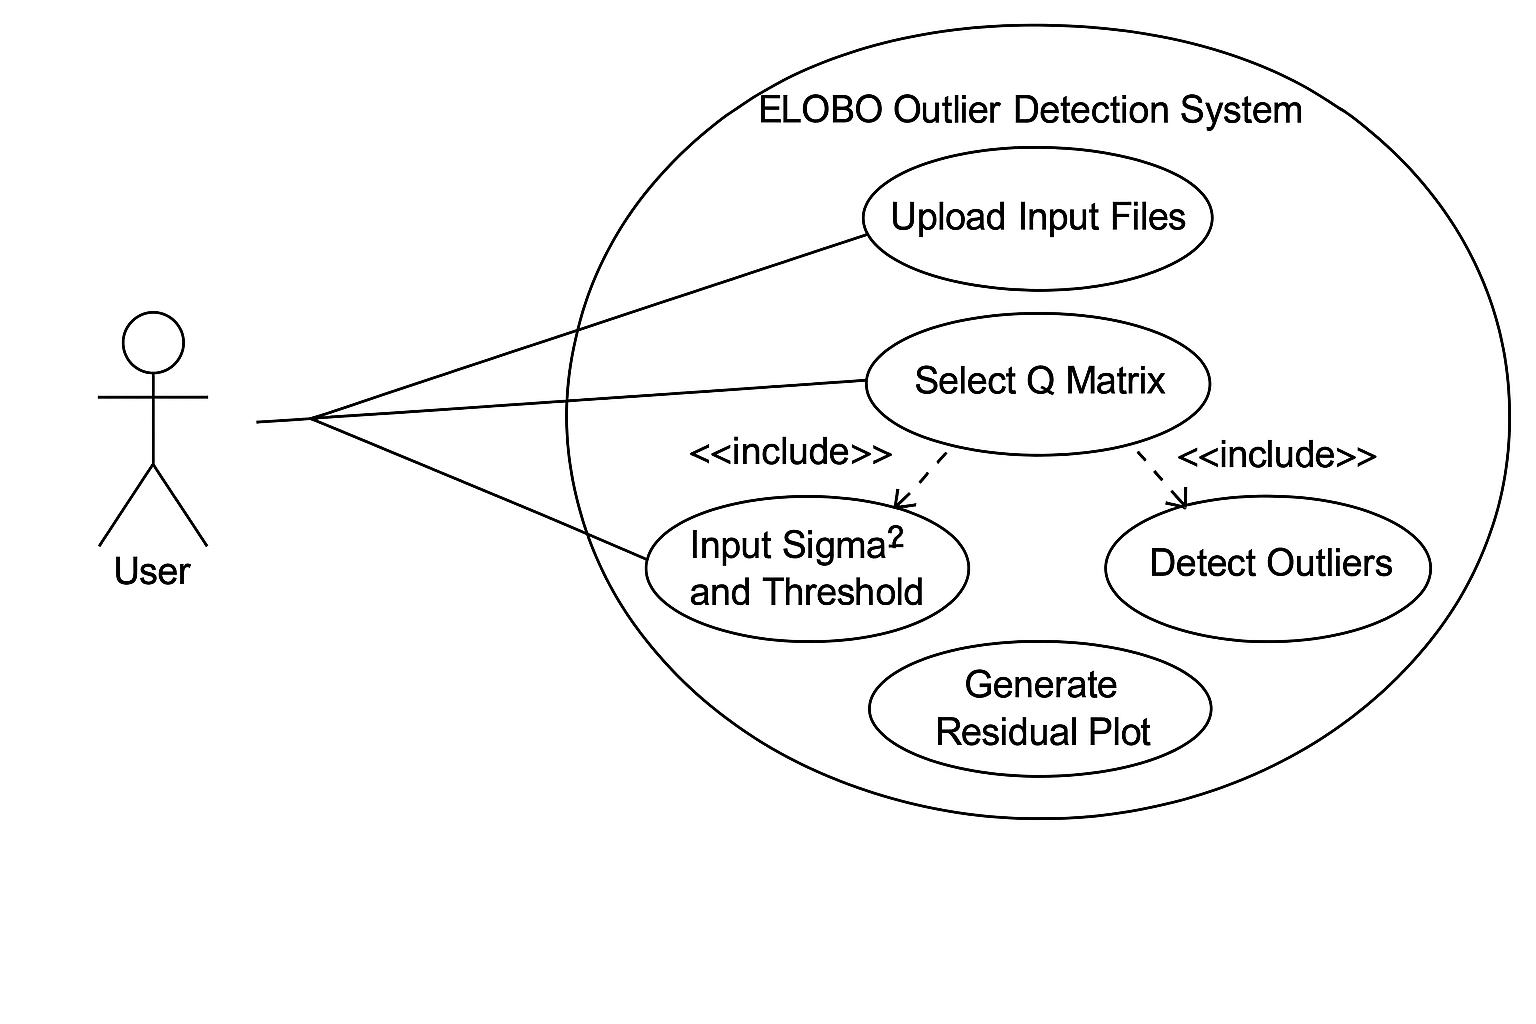 ELOBO Outlier Detection System
Upload Input Files
Select Q Matrix
<<include>>
<<include>>
Input Sigma²
and Threshold
Detect Outliers
User
Generate
Residual Plot